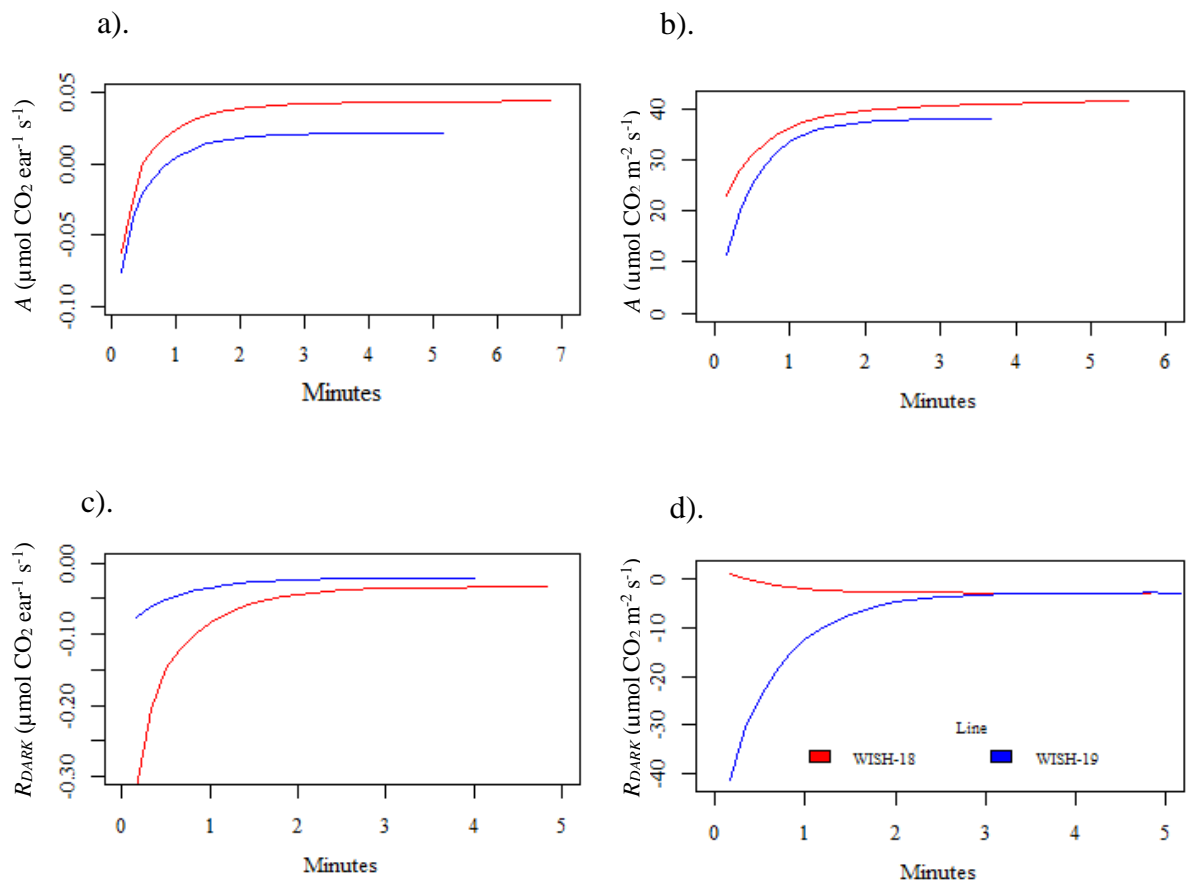 a).
A (µmol CO₂ ear⁻¹ s⁻¹)
0.05
0.00
-0.05
-0.10
0 1 2 3 4 5 6 7
Minutes
b).
A (umol CO₂ m⁻² s⁻¹)
40
30
20
10
0
0 1 2 3 4 5 6
Minutes
c).
R_DARK (µmol CO₂ ear⁻¹ s⁻¹)
0.00
-0.10
-0.20
-0.30
0 1 2 3 4 5
Minutes
d).
R_DARK (umol CO₂ m⁻² s⁻¹)
0
-10
-20
-30
-40
Line
WISH-18 WISH-19
0 1 2 3 4 5
Minutes